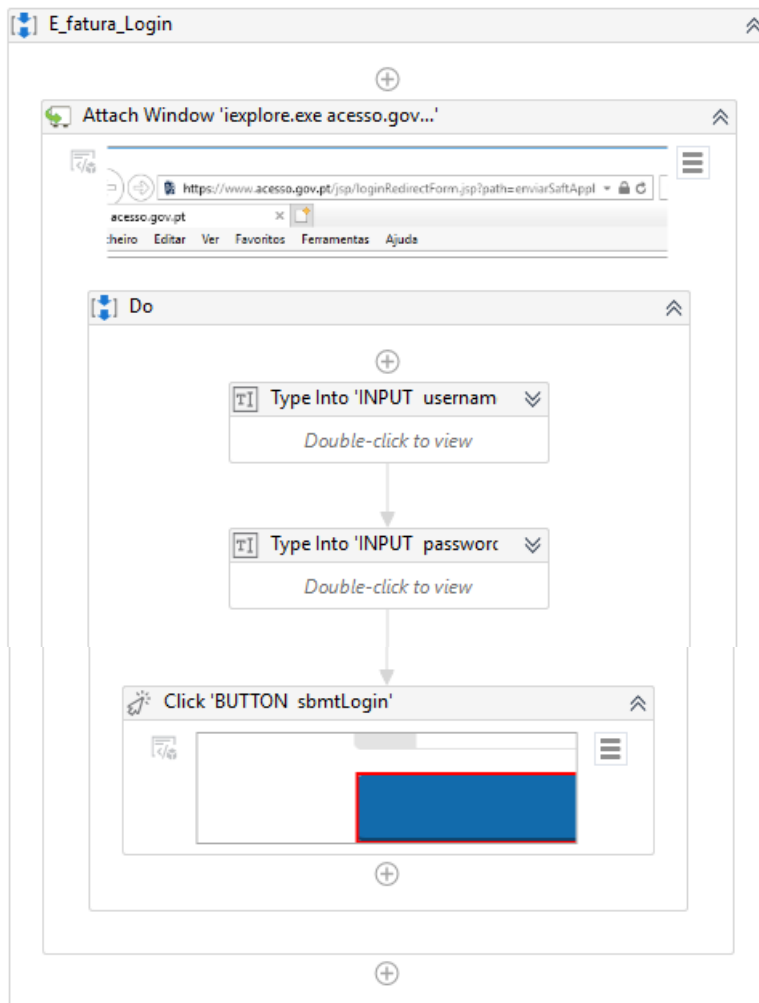 E_fatura_Login
Attach Window 'iexplore.exe acesso.gov...'
https://www.acesso.gov.pt/jsp/loginRedirectForm.jsp?path=enviarSaftAppl
acesso.gov.pt
cheiro Editar Ver Favoritos Ferramentas Ajuda
Do
Type Into 'INPUT usernam
Double-click to view
Type Into 'INPUT password
Double-click to view
Click 'BUTTON sbmtLogin'